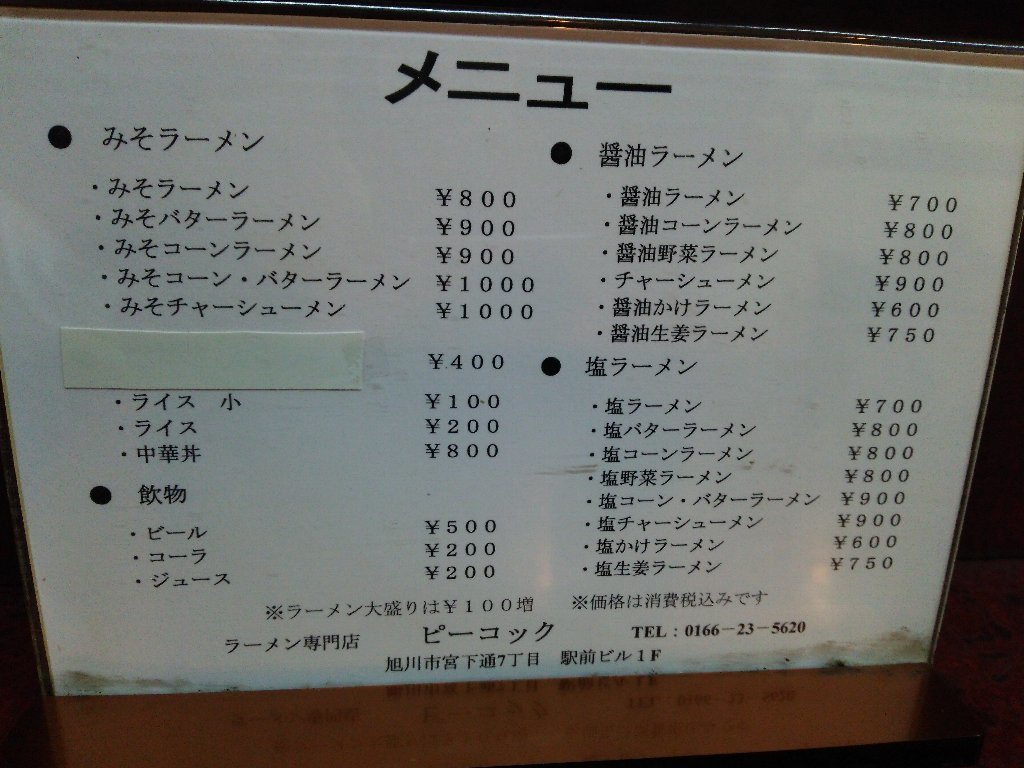 メニュー
● みそラーメン
・みそラーメン ￥８００
・みそバターラーメン ￥９００
・みそコーンラーメン ￥９００
・みそコーン・バターラーメン ￥１０００
・みそチャーシューメン ￥１０００
￥４００
・ライス 小 ￥１００
・ライス ￥２００
・中華丼 ￥８００
● 飲物
・ビール ￥５００
・コーラ ￥２００
・ジュース ￥２００
● 醤油ラーメン
・醤油ラーメン ￥７００
・醤油コーンラーメン ￥８００
・醤油野菜ラーメン ￥８００
・チャーシューメン ￥９００
・醤油かけラーメン ￥６００
・醤油生姜ラーメン ￥７５０
● 塩ラーメン
・塩ラーメン ￥７００
・塩バターラーメン ￥８００
・塩コーンラーメン ￥８００
・塩野菜ラーメン ￥８００
・塩コーン・バターラーメン ￥９００
・塩チャーシューメン ￥９００
・塩かけラーメン ￥６００
・塩生姜ラーメン ￥７５０
※ラーメン大盛りは￥１００増 ※価格は消費税込みです
ラーメン専門店 ピーコック TEL：0166－23－5620
旭川市宮下通7丁目 駅前ビル１F